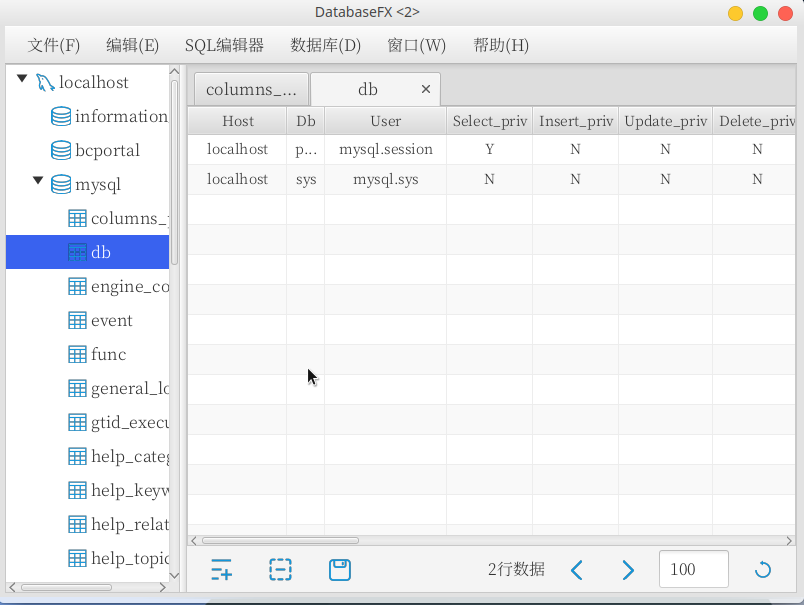 DatabaseFX <2>
文件(F) 编辑(E) SQL编辑器 数据库(D) 窗口(W) 帮助(H)
localhost
information
bcportal
mysql
columns_
db
engine_co
event
func
general_lo
gtid_execu
help_categ
help_keyw
help_relat
help_topic
columns_... db ×
Host Db User Select_priv Insert_priv Update_priv Delete_priv
localhost p... mysql.session Y N N N
localhost sys mysql.sys N N N N
2行数据 100